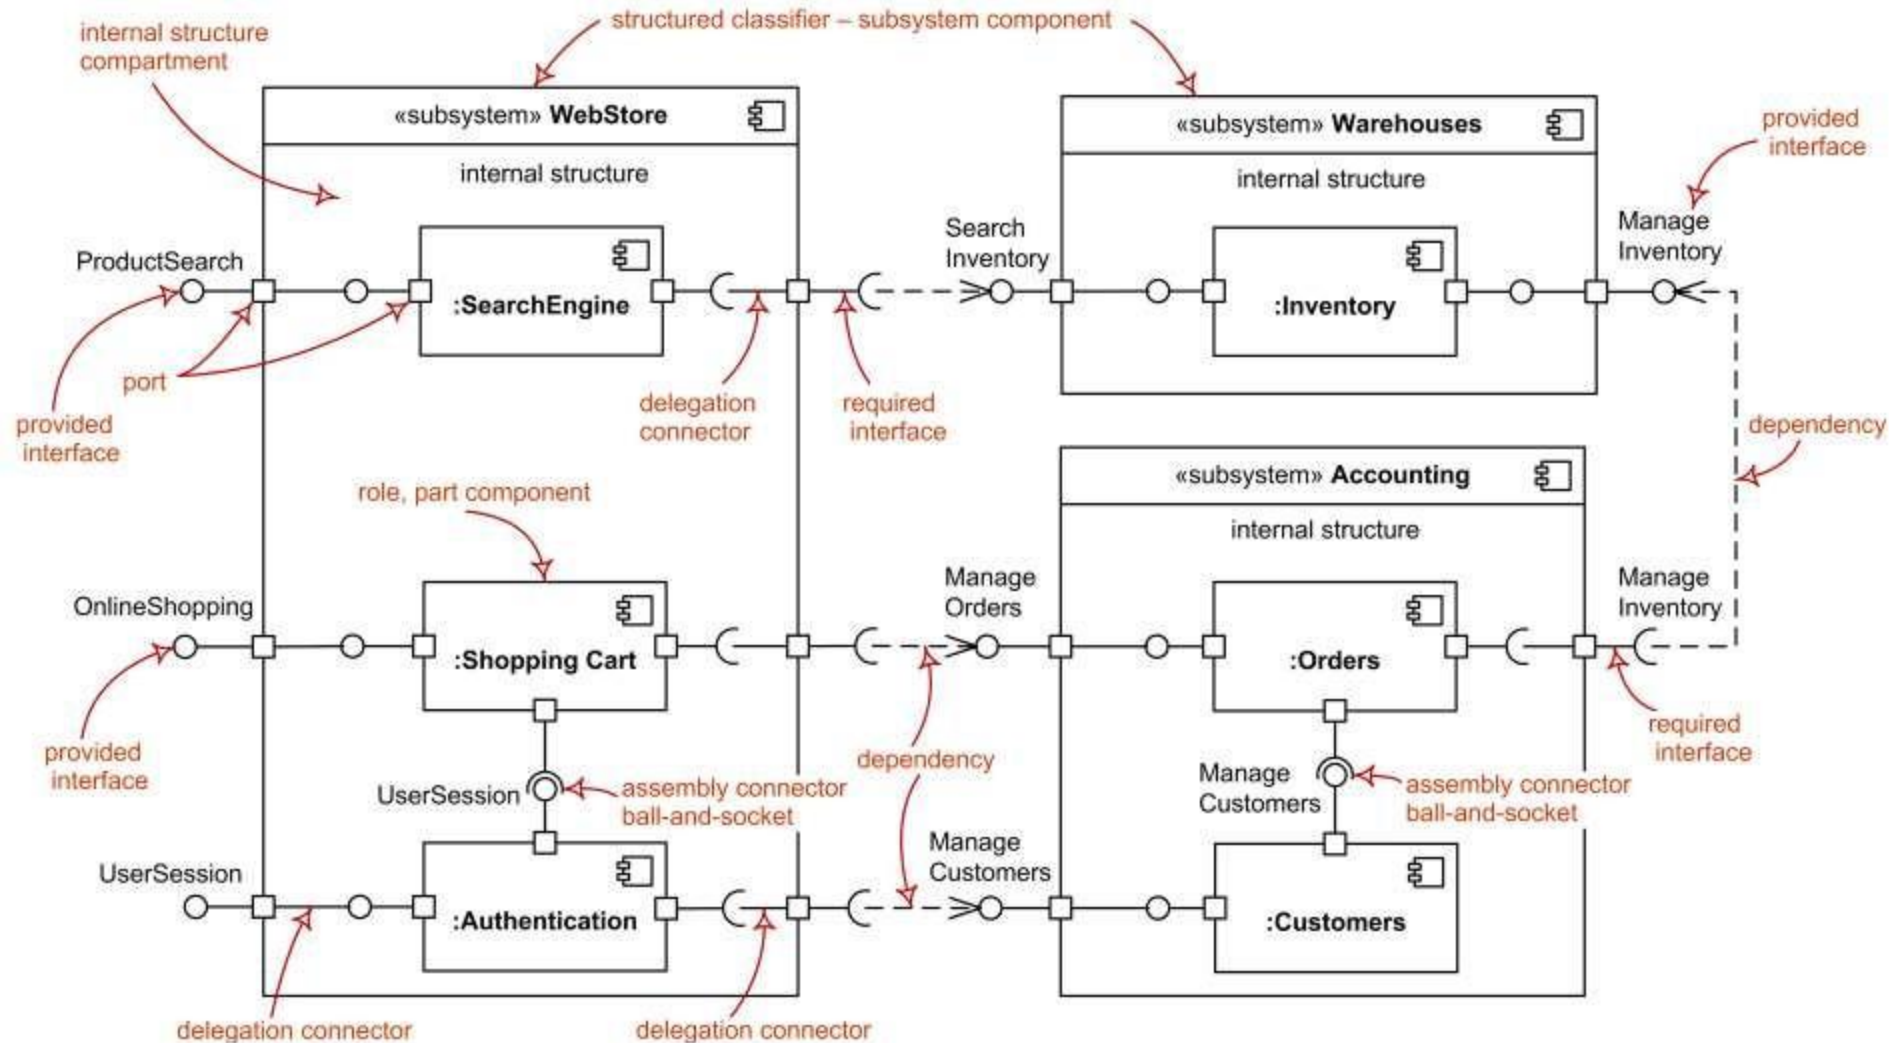 structured classifier – subsystem component
internal structure
compartment
«subsystem» WebStore
internal structure
ProductSearch
:SearchEngine
port
provided
interface
delegation
connector
required
interface
role, part component
OnlineShopping
:Shopping Cart
provided
interface
UserSession
assembly connector
ball-and-socket
UserSession
:Authentication
delegation connector
delegation connector
«subsystem» Warehouses
internal structure
Search
Inventory
:Inventory
provided
interface
Manage
Inventory
dependency
«subsystem» Accounting
internal structure
Manage
Orders
:Orders
Manage
Inventory
required
interface
dependency
Manage
Customers
assembly connector
ball-and-socket
Manage
Customers
:Customers